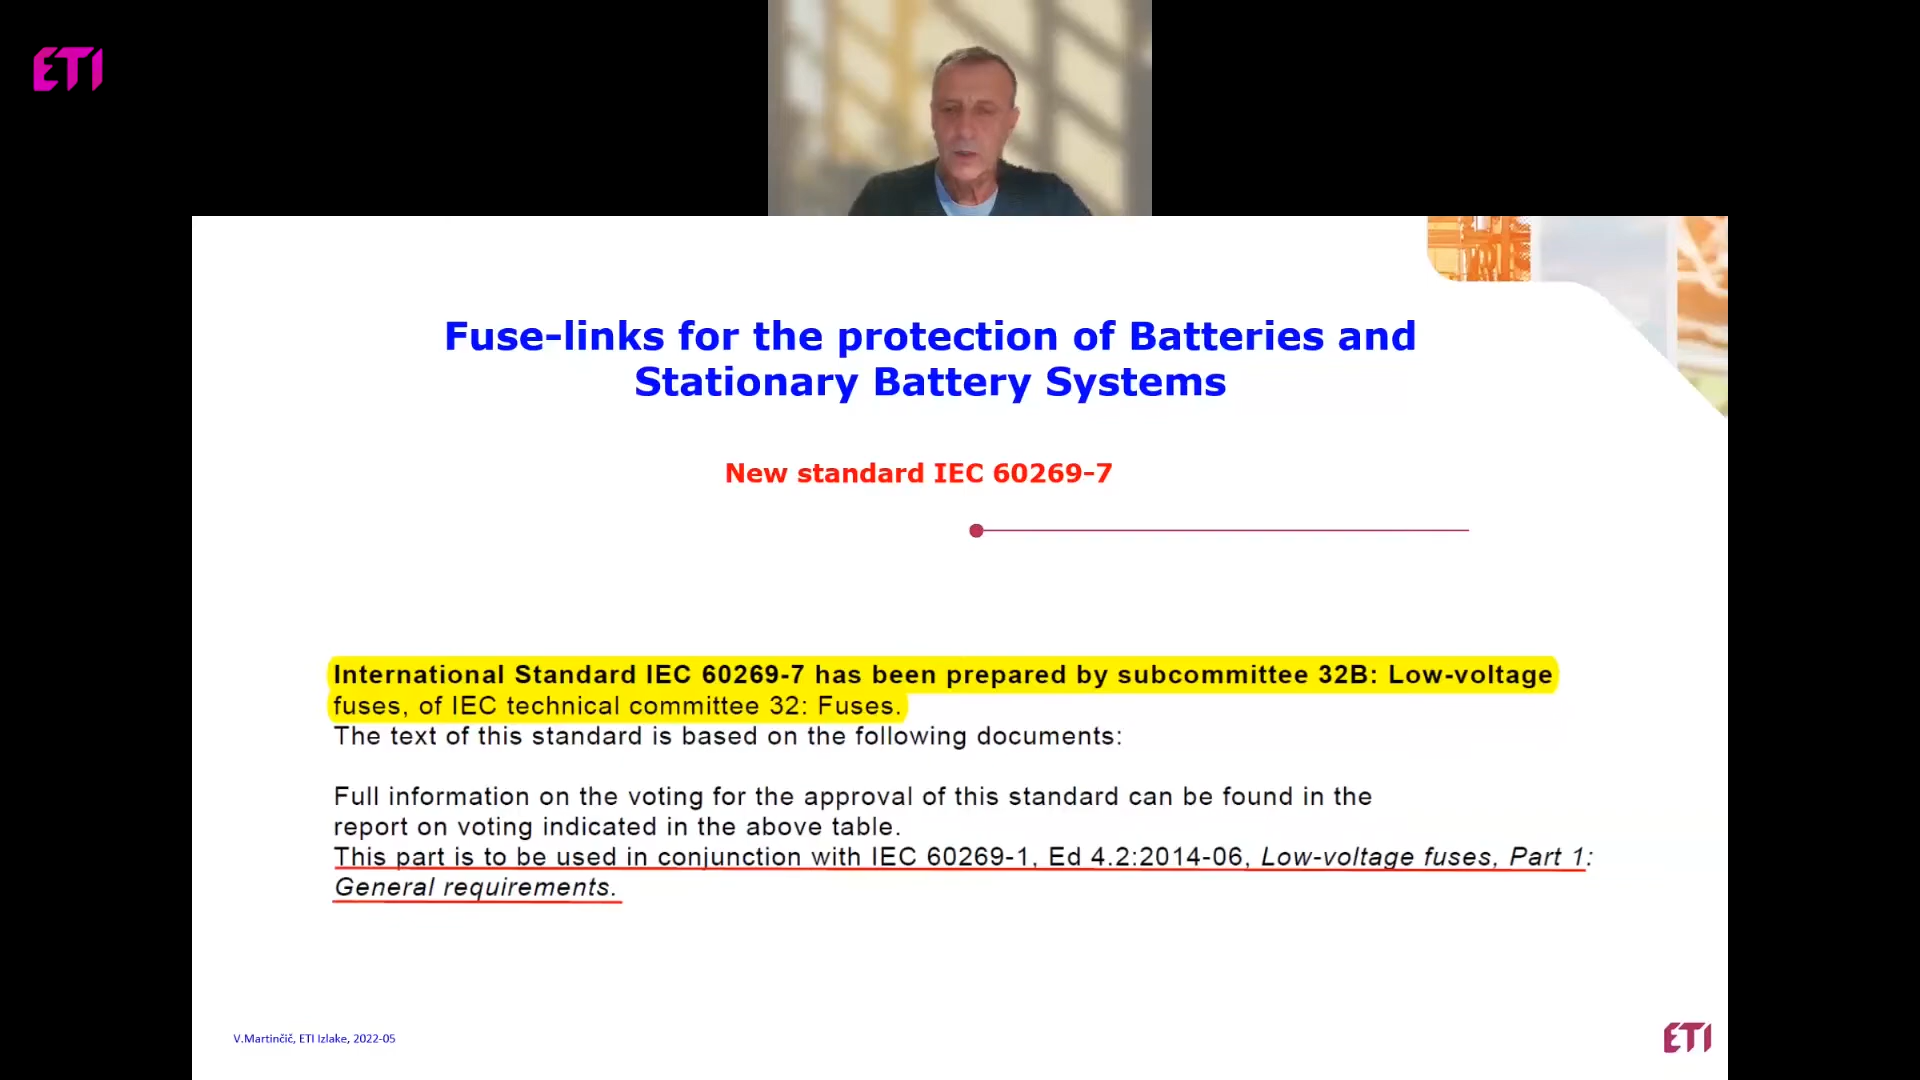 ETI
Fuse-links for the protection of Batteries and
Stationary Battery Systems
New standard IEC 60269-7
International Standard IEC 60269-7 has been prepared by subcommittee 32B: Low-voltage
fuses, of IEC technical committee 32: Fuses.
The text of this standard is based on the following documents:
Full information on the voting for the approval of this standard can be found in the
report on voting indicated in the above table.
This part is to be used in conjunction with IEC 60269-1, Ed 4.2:2014-06, Low-voltage fuses, Part 1:
General requirements.
V.Martinčič, ETI Izlake, 2022-05
ETI